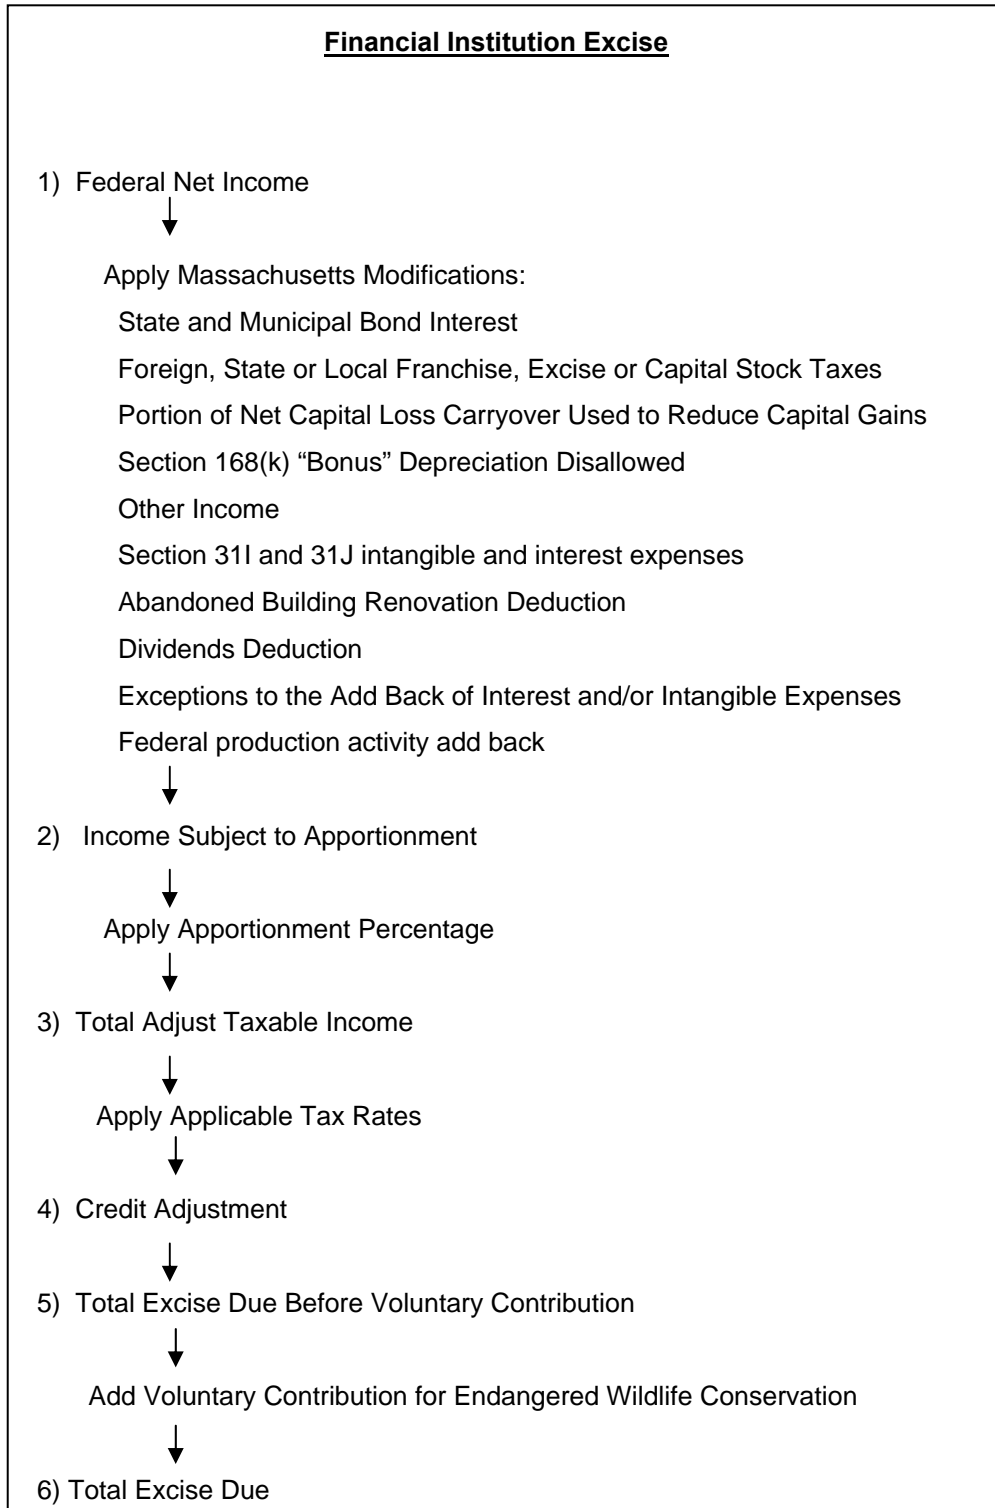 Financial Institution Excise
1) Federal Net Income
Apply Massachusetts Modifications:
State and Municipal Bond Interest
Foreign, State or Local Franchise, Excise or Capital Stock Taxes
Portion of Net Capital Loss Carryover Used to Reduce Capital Gains
Section 168(k) “Bonus” Depreciation Disallowed
Other Income
Section 31I and 31J intangible and interest expenses
Abandoned Building Renovation Deduction
Dividends Deduction
Exceptions to the Add Back of Interest and/or Intangible Expenses
Federal production activity add back
2) Income Subject to Apportionment
Apply Apportionment Percentage
3) Total Adjust Taxable Income
Apply Applicable Tax Rates
4) Credit Adjustment
5) Total Excise Due Before Voluntary Contribution
Add Voluntary Contribution for Endangered Wildlife Conservation
6) Total Excise Due